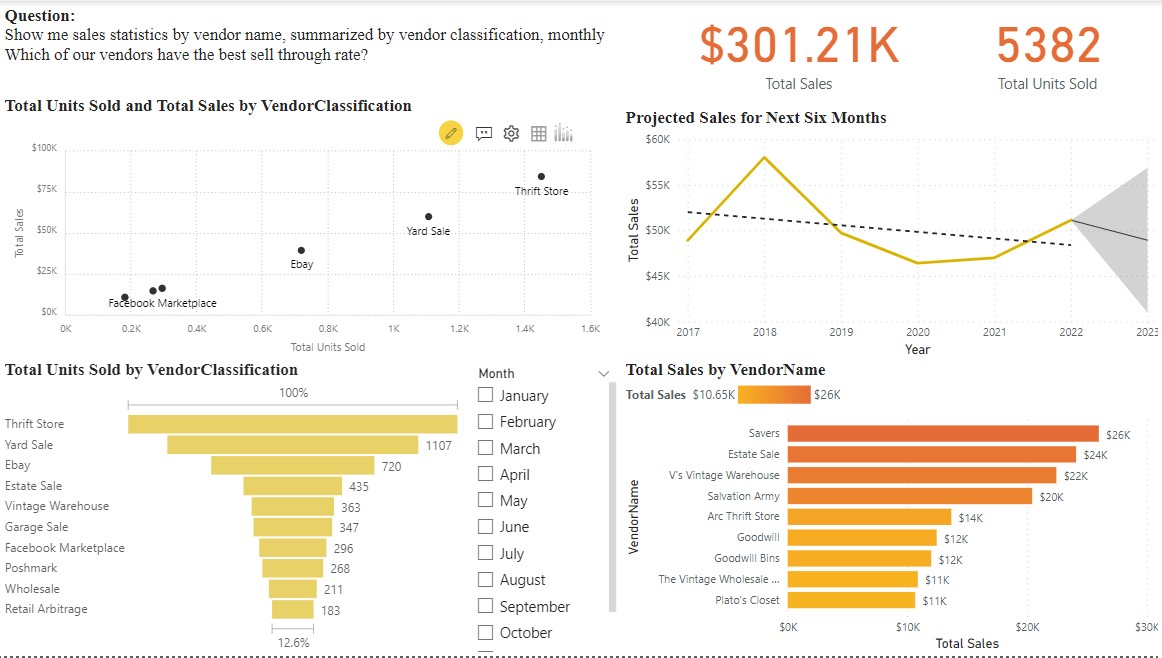 Question:
Show me sales statistics by vendor name, summarized by vendor classification, monthly
Which of our vendors have the best sell through rate?
$301.21K
Total Sales
5382
Total Units Sold
Total Units Sold and Total Sales by VendorClassification
$100K
$75K
$50K
$25K
$0K
Total Sales
Thrift Store
Yard Sale
Ebay
Facebook Marketplace
0K 0.2K 0.4K 0.6K 0.8K 1K 1.2K 1.4K 1.6K
Total Units Sold
Projected Sales for Next Six Months
$60K
$55K
$50K
$45K
$40K
Total Sales
2017 2018 2019 2020 2021 2022 2023
Year
Total Units Sold by VendorClassification
100%
Thrift Store
Yard Sale 1107
Ebay 720
Estate Sale 435
Vintage Warehouse 363
Garage Sale 347
Facebook Marketplace 296
Poshmark 268
Wholesale 211
Retail Arbitrage 183
12.6%
Month
January
February
March
April
May
June
July
August
September
October
Total Sales by VendorName
Total Sales $10.65K $26K
VendorName
Savers $26K
Estate Sale $24K
V's Vintage Warehouse $22K
Salvation Army $20K
Arc Thrift Store $14K
Goodwill $12K
Goodwill Bins $12K
The Vintage Wholesale ... $11K
Plato's Closet $11K
$0K $10K $20K $30K
Total Sales